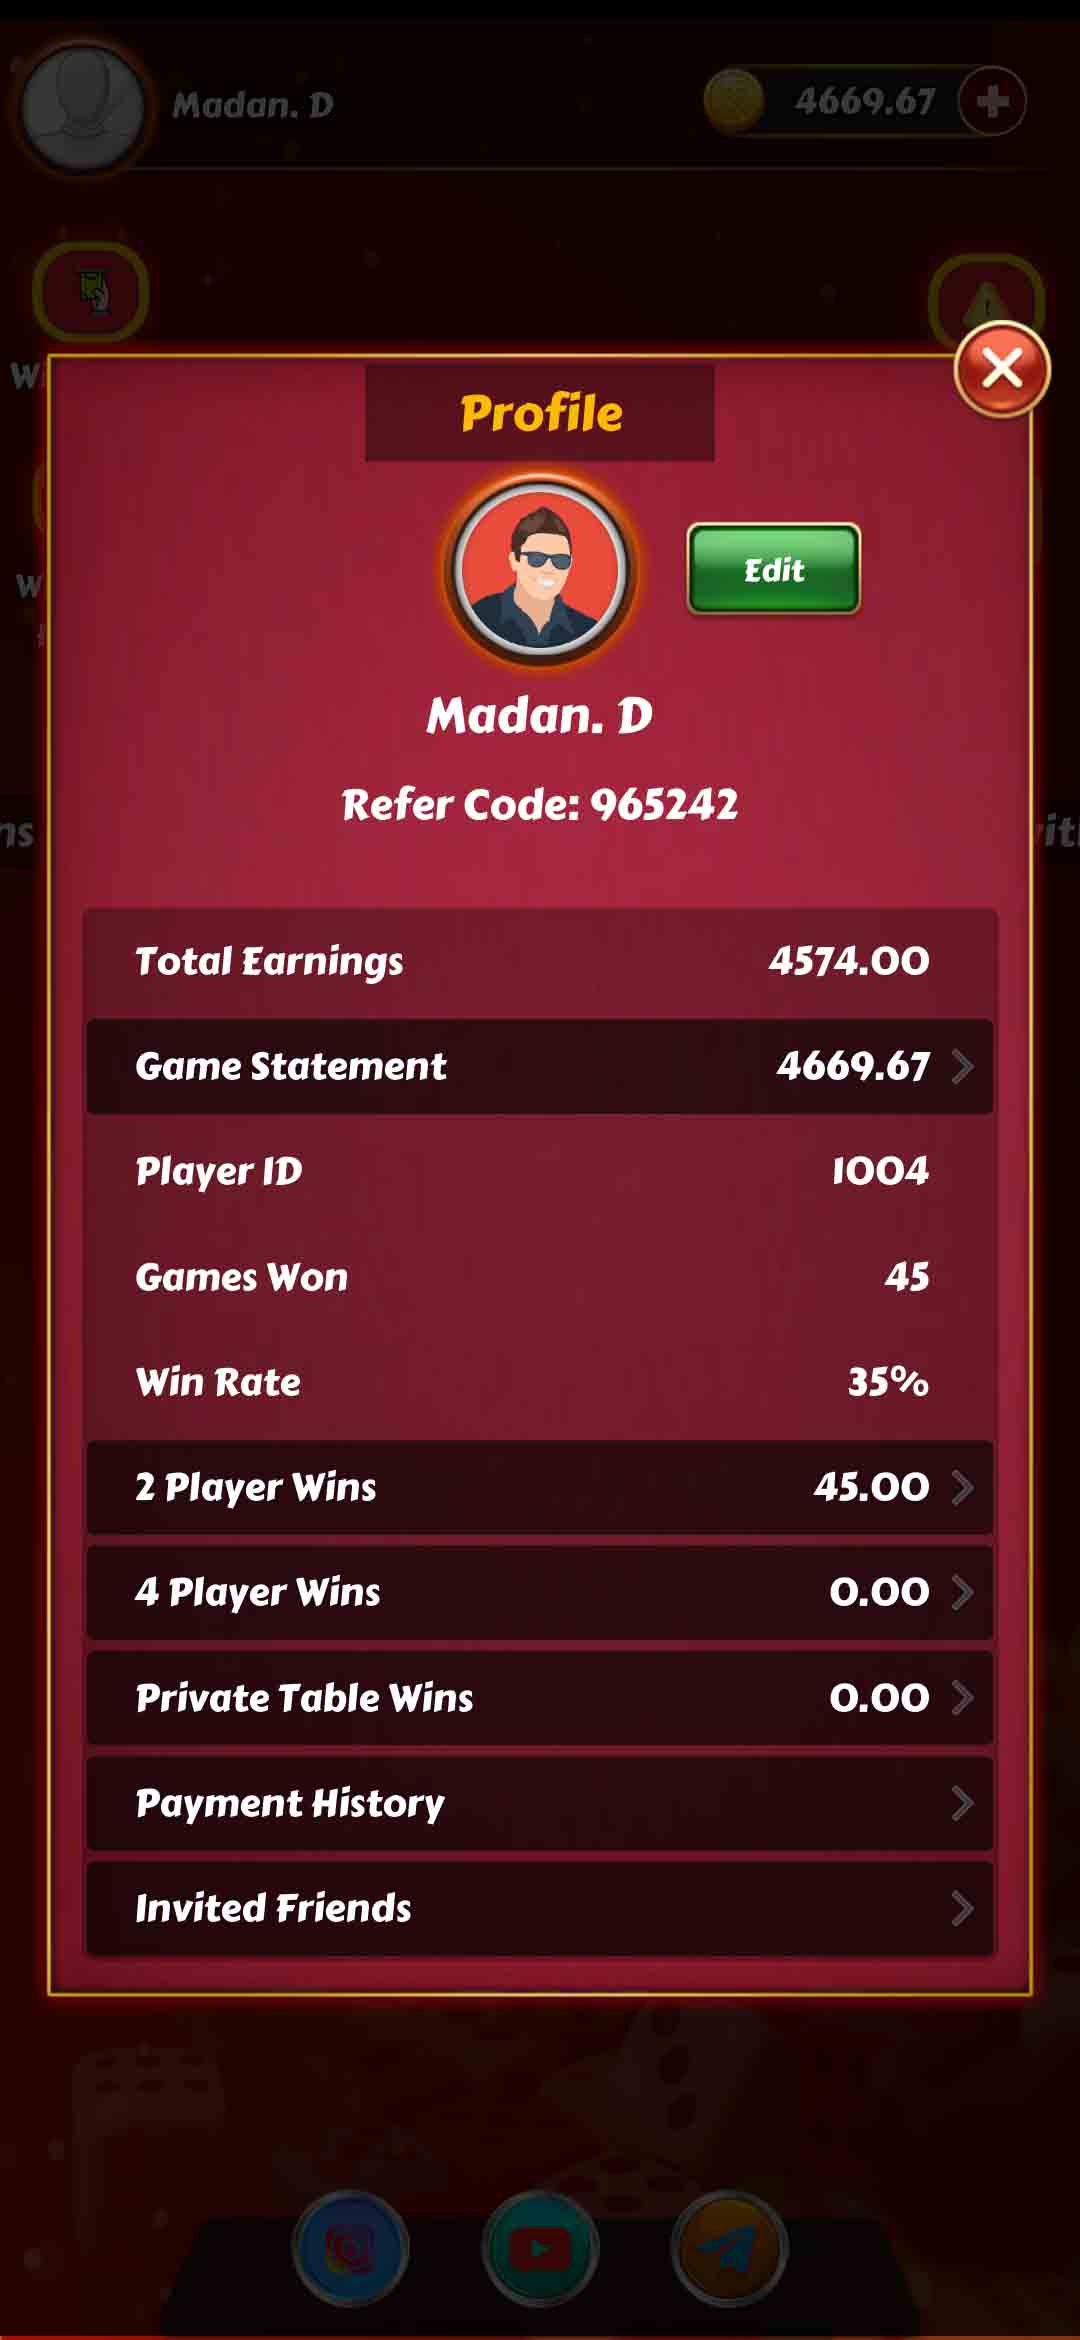 Madan. D
4669.67
W
Profile
Edit
W
Madan. D
Refer Code: 965242
ns
Total Earnings 4574.00
Game Statement 4669.67
Player ID 1004
Games Won 45
Win Rate 35%
2 Player Wins 45.00
4 Player Wins 0.00
Private Table Wins 0.00
Payment History
Invited Friends